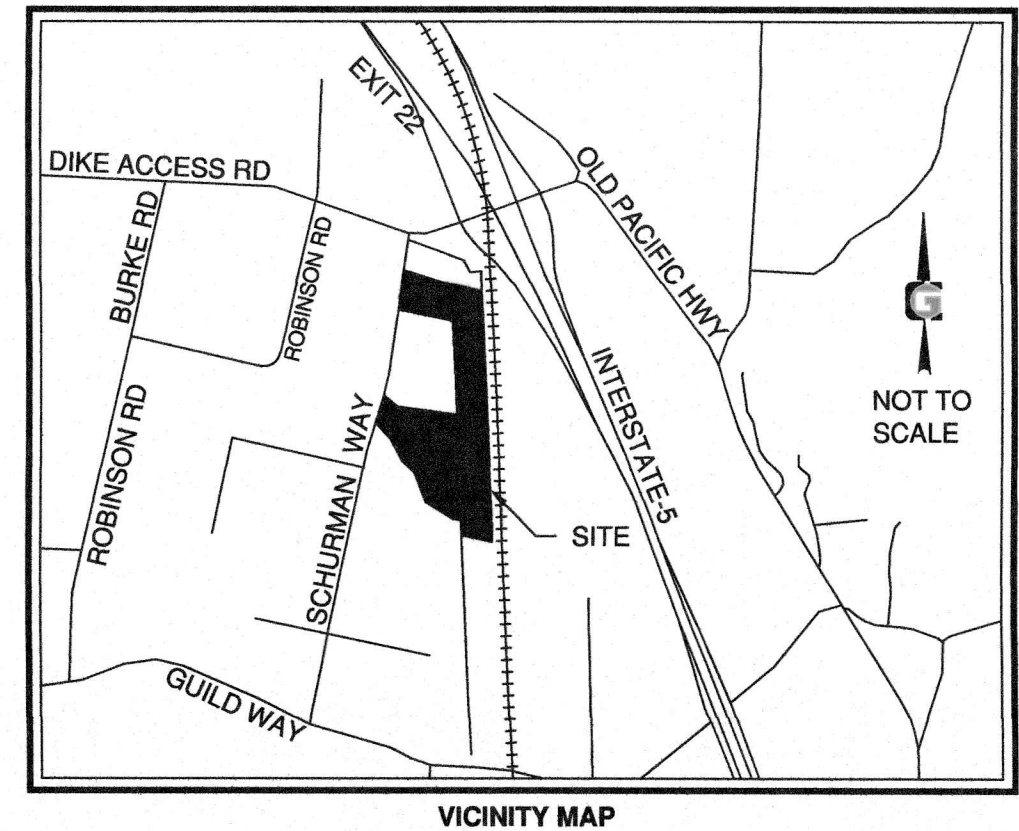 EXIT 22
DIKE ACCESS RD
OLD PACIFIC HWY
BURKE RD
ROBINSON RD
G
INTERSTATE-5
NOT TO
SCALE
ROBINSON RD
SCHURMAN WAY
SITE
GUILD WAY
VICINITY MAP